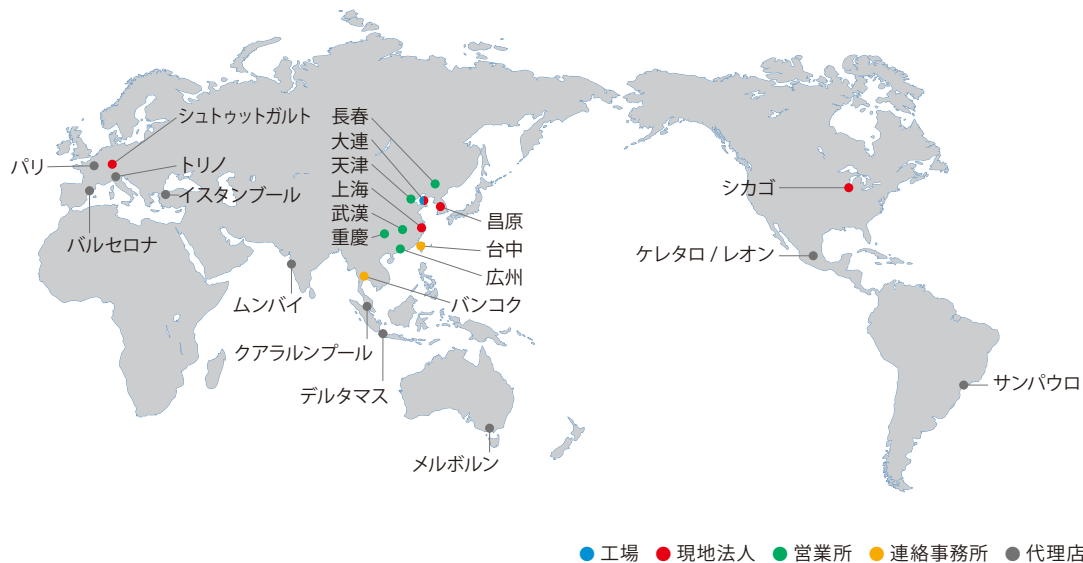 シュトゥットガルト
長春
大連
天津
上海
武漢
重慶
パリ
トリノ
イスタンブール
バルセロナ
昌原
台中
広州
バンコク
ムンバイ
クアラルンプール
デルタマス
メルボルン
シカゴ
ケレタロ / レオン
サンパウロ
工場 現地法人 営業所 連絡事務所 代理店